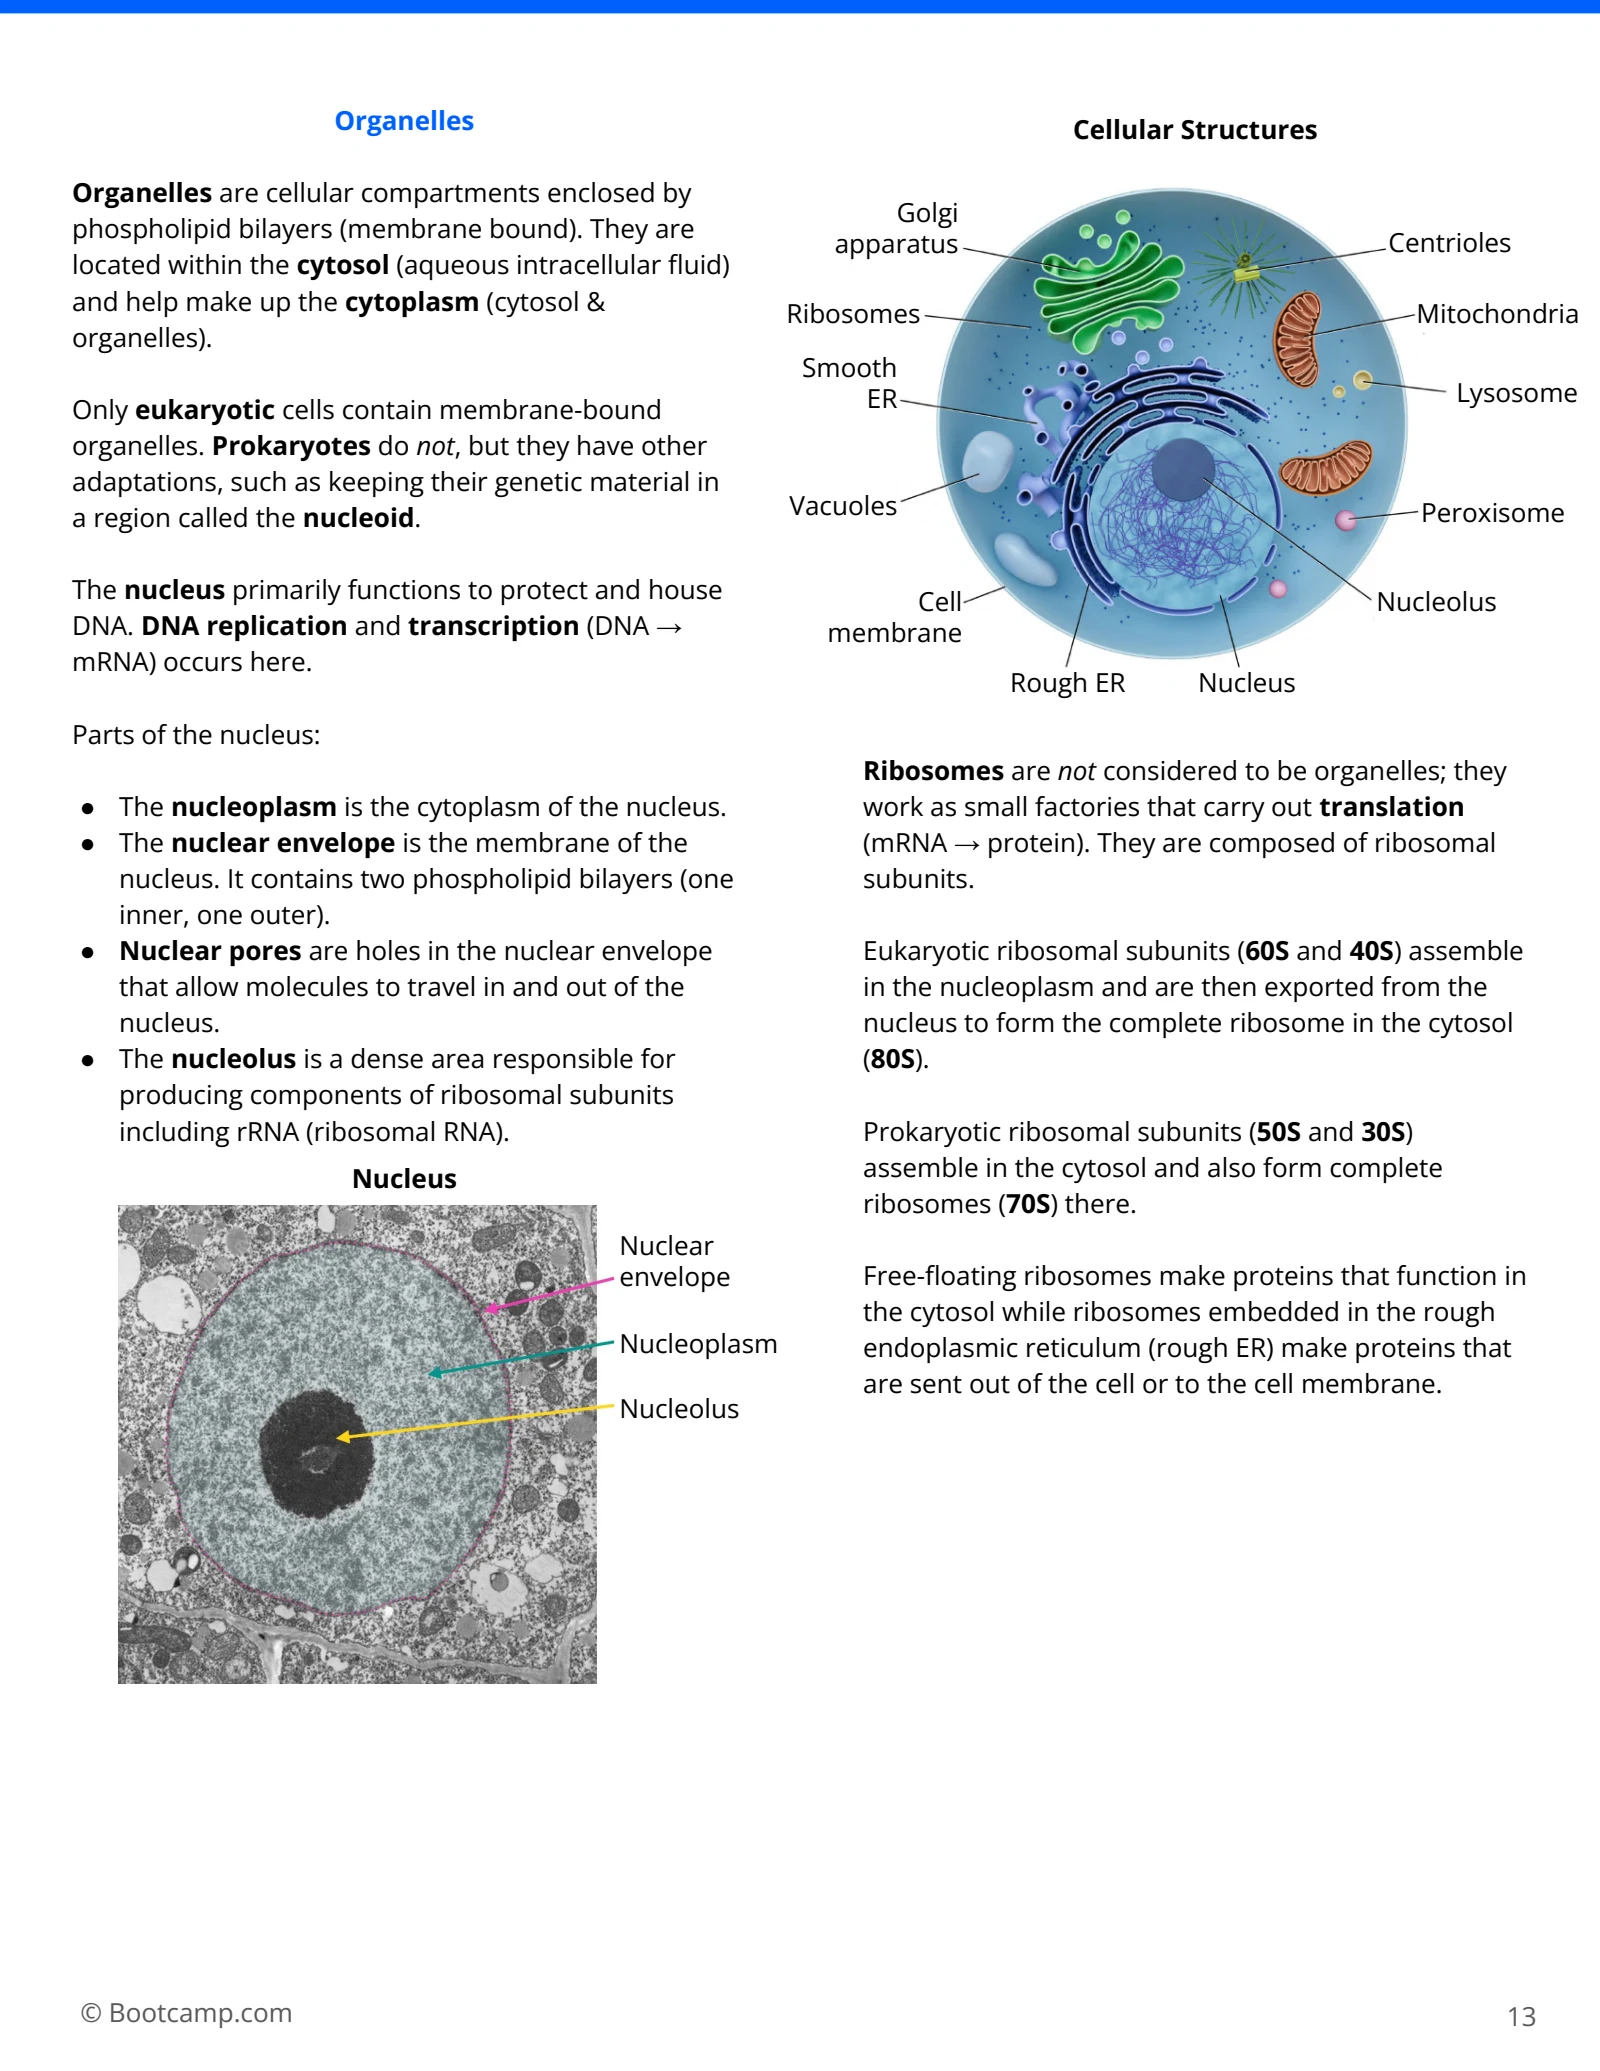 Organelles
Organelles are cellular compartments enclosed by
phospholipid bilayers (membrane bound). They are
located within the cytosol (aqueous intracellular fluid)
and help make up the cytoplasm (cytosol &
organelles).
Only eukaryotic cells contain membrane-bound
organelles. Prokaryotes do not, but they have other
adaptations, such as keeping their genetic material in
a region called the nucleoid.
The nucleus primarily functions to protect and house
DNA. DNA replication and transcription (DNA →
mRNA) occurs here.
Parts of the nucleus:
● The nucleoplasm is the cytoplasm of the nucleus.
● The nuclear envelope is the membrane of the
nucleus. It contains two phospholipid bilayers (one
inner, one outer).
● Nuclear pores are holes in the nuclear envelope
that allow molecules to travel in and out of the
nucleus.
● The nucleolus is a dense area responsible for
producing components of ribosomal subunits
including rRNA (ribosomal RNA).
Nucleus
Nuclear
envelope
Nucleoplasm
Nucleolus
Cellular Structures
Golgi
apparatus
Ribosomes
Smooth
ER
Vacuoles
Cell
membrane
Rough ER
Nucleus
Centrioles
Mitochondria
Lysosome
Peroxisome
Nucleolus
Ribosomes are not considered to be organelles; they
work as small factories that carry out translation
(mRNA → protein). They are composed of ribosomal
subunits.
Eukaryotic ribosomal subunits (60S and 40S) assemble
in the nucleoplasm and are then exported from the
nucleus to form the complete ribosome in the cytosol
(80S).
Prokaryotic ribosomal subunits (50S and 30S)
assemble in the cytosol and also form complete
ribosomes (70S) there.
Free-floating ribosomes make proteins that function in
the cytosol while ribosomes embedded in the rough
endoplasmic reticulum (rough ER) make proteins that
are sent out of the cell or to the cell membrane.
© Bootcamp.com
13